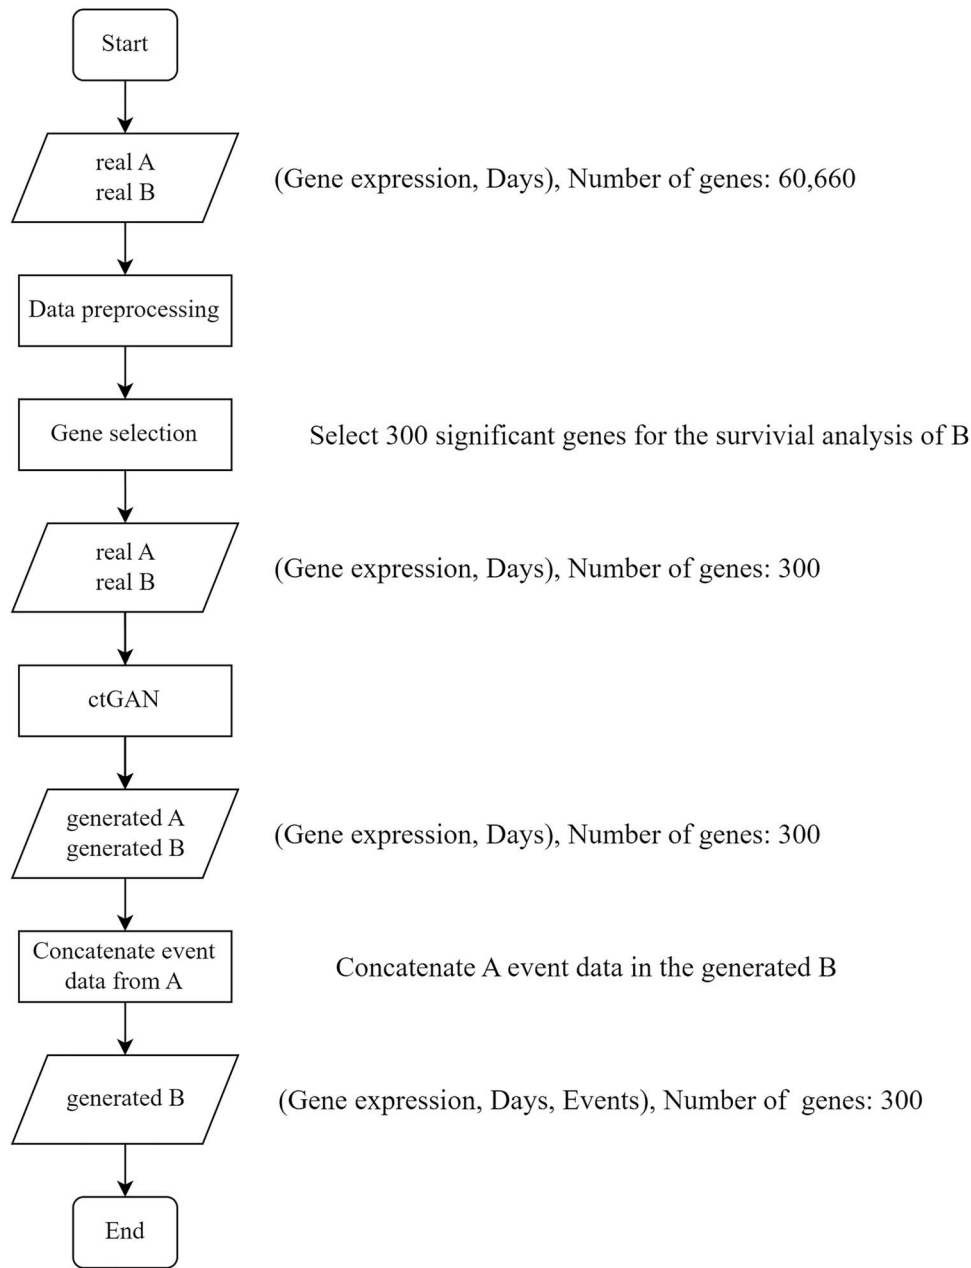 Start
real A
real B
(Gene expression, Days), Number of genes: 60,660
Data preprocessing
Gene selection
Select 300 significant genes for the survivial analysis of B
real A
real B
(Gene expression, Days), Number of genes: 300
ctGAN
generated A
generated B
(Gene expression, Days), Number of genes: 300
Concatenate event
data from A
Concatenate A event data in the generated B
generated B
(Gene expression, Days, Events), Number of genes: 300
End